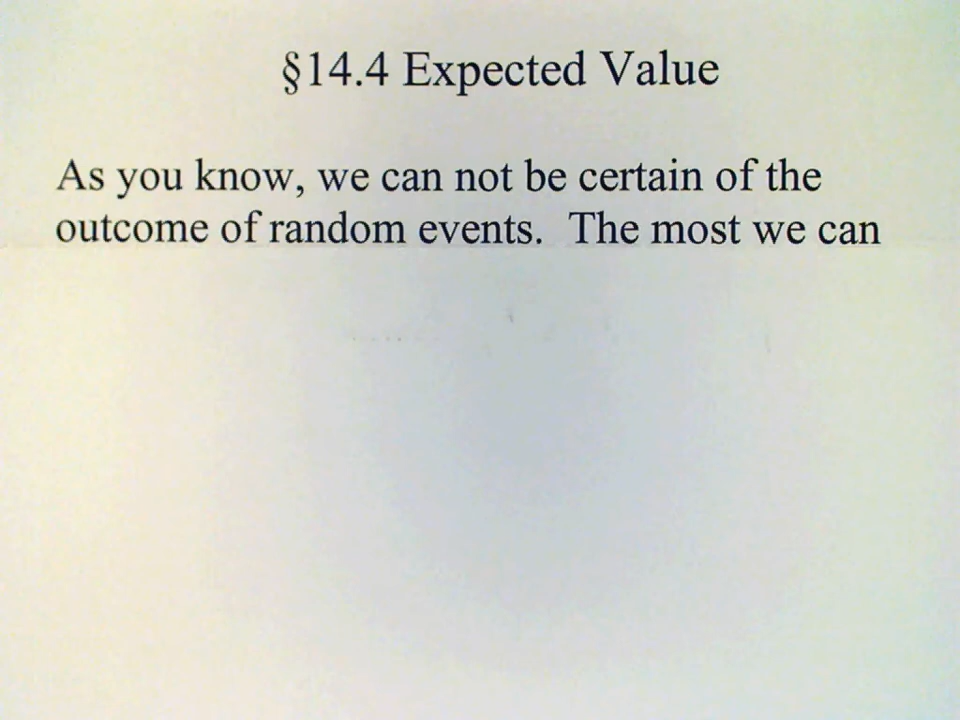 §14.4 Expected Value
As you know, we can not be certain of the
outcome of random events.  The most we can